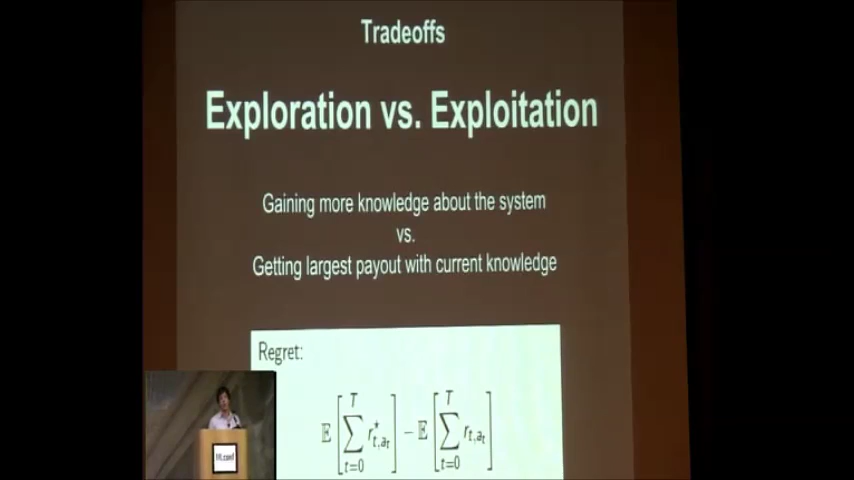 Tradeoffs
Exploration vs. Exploitation
Gaining more knowledge about the system
vs.
Getting largest payout with current knowledge
Regret:
𝔼[∑_{t=0}^{T} r*_{t,a_t}] − 𝔼[∑_{t=0}^{T} r_{t,a_t}]